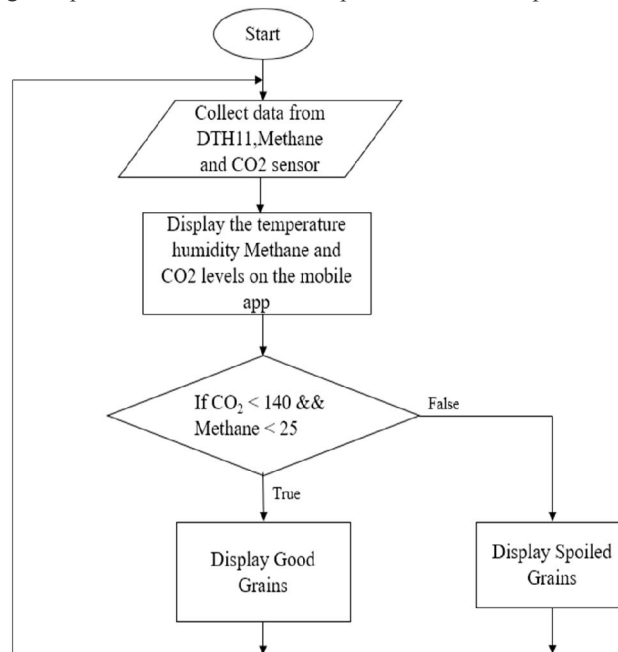 Start
Collect data from
DTH11,Methane
and CO2 sensor
Display the temperature
humidity Methane and
CO2 levels on the mobile
app
If CO₂ < 140 &&
Methane < 25
False
True
Display Good
Grains
Display Spoiled
Grains